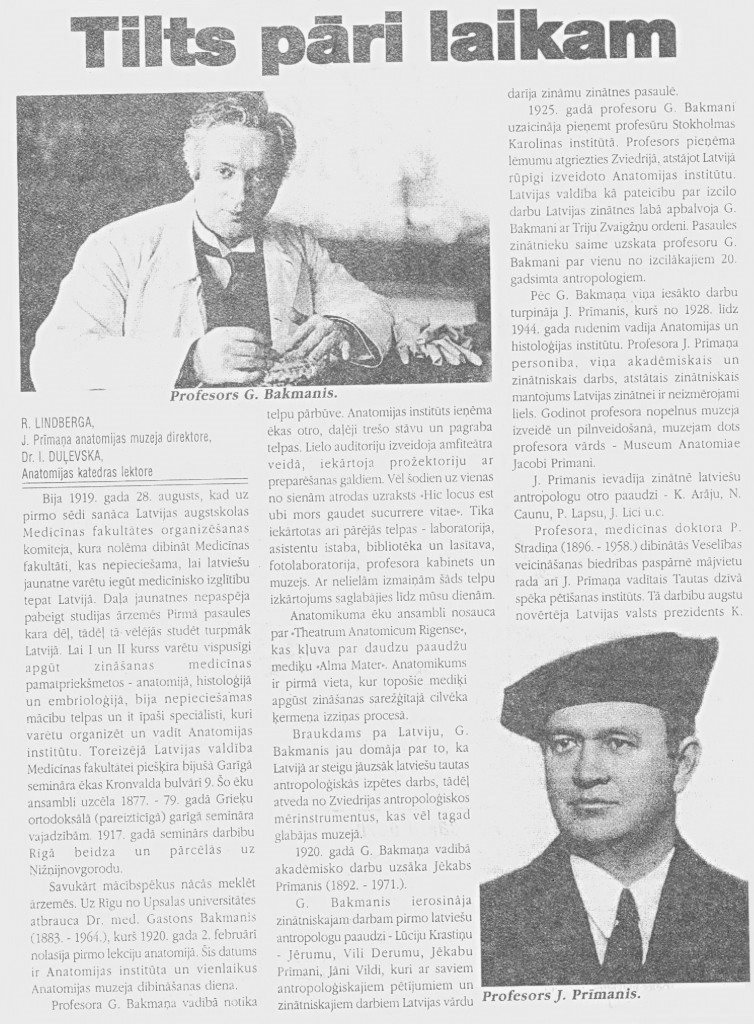 Tilts pāri laikam
Profesors G. Bakmanis.
R. LINDBERGA,
J. Prīmaņa anatomijas muzeja direktore,
Dr. I. DUĻEVSKA,
Anatomijas katedras lektore
Bija 1919. gada 28. augusts, kad uz
pirmo sēdi sanāca Latvijas augstskolas
Medicīnas fakultātes organizēšanas
komiteja, kura nolēma dibināt Medicīnas
fakultāti, kas nepieciešama, lai latviešu
jaunatne varētu iegūt medicīnisko izglītību
tepat Latvijā. Daļa jaunatnes nepaspēja
pabeigt studijas ārzemēs Pirmā pasaules
kara dēļ, tādēļ tā vēlējās studēt turpmāk
Latvijā. Lai I un II kurss varētu vispusīgi
apgūt zināšanas medicīnas
pamatpriekšmetos - anatomijā, histoloģijā
un embrioloģijā, bija nepieciešamas
mācību telpas un it īpaši speciālisti, kuri
varētu organizēt un vadīt Anatomijas
institūtu. Toreizējā Latvijas valdība
Medicīnas fakultātei piešķīra bijušā Garīgā
semināra ēkas Kronvalda bulvārī 9. Šo ēku
ansambli uzcēla 1877. - 79. gadā Grieķu
ortodoksālā (pareizticīgā) garīgā semināra
vajadzībām. 1917. gadā seminārs darbību
Rīgā beidza un pārcēlās uz
Nižņijnovgorodu.
Savukārt mācībspēkus nācās meklēt
ārzemēs. Uz Rīgu no Upsalas universitātes
atbrauca Dr. med. Gastons Bakmanis
(1883. - 1964.), kurš 1920. gada 2. februārī
nolasīja pirmo lekciju anatomijā. Šis datums
ir Anatomijas institūta un vienlaikus
Anatomijas muzeja dibināšanas diena.
Profesora G. Bakmaņa vadībā notika
telpu pārbūve. Anatomijas institūts ieņēma
ēkas otro, daļēji trešo stāvu un pagraba
telpas. Lielo auditoriju izveidoja amfiteātra
veidā, iekārtoja prožektoriju ar
preparēšanas galdiem. Vēl šodien uz vienas
no sienām atrodas uzraksts «Hic locus est
ubi mors gaudet sucurrere vitae». Tika
iekārtotas arī pārējās telpas - laboratorija,
asistentu istaba, bibliotēka un lasītava,
fotolaboratorija, profesora kabinets un
muzejs. Ar nelielām izmaiņām šāds telpu
izkārtojums saglabājies līdz mūsu dienām.
Anatomikuma ēku ansambli nosauca
par «Theatrum Anatomicum Rigense»,
kas kļuva par daudzu paaudžu
mediķu «Alma Mater». Anatomikums
ir pirmā vieta, kur topošie mediķi
apgūst zināšanas sarežģītajā cilvēka
ķermeņa izziņas procesā.
Braukdams pa Latviju, G.
Bakmanis jau domāja par to, ka
Latvijā ar steigu jāuzsāk latviešu tautas
antropoloģiskās izpētes darbs, tādēļ
atveda no Zviedrijas antropoloģiskos
mērinstrumentus, kas vēl tagad
glabājas muzejā.
1920. gadā G. Bakmaņa vadībā
akadēmisko darbu uzsāka Jēkabs
Prīmanis (1892. - 1971.).
G. Bakmanis ierosināja
zinātniskajam darbam pirmo latviešu
antropologu paaudzi - Lūciju Krastiņu
- Jērumu, Vili Derumu, Jēkabu
Prīmani, Jāni Vildi, kuri ar saviem
antropoloģiskajiem pētījumiem un
zinātniskajiem darbiem Latvijas vārdu
darīja zināmu zinātnes pasaulē.
1925. gadā profesoru G. Bakmani
uzaicināja pieņemt profesūru Stokholmas
Karolinas institūtā. Profesors pieņēma
lēmumu atgriezties Zviedrijā, atstājot Latvijā
rūpīgi izveidoto Anatomijas institūtu.
Latvijas valdība kā pateicību par izcilo
darbu Latvijas zinātnes labā apbalvoja G.
Bakmani ar Triju Zvaigžņu ordeni. Pasaules
zinātnieku saime uzskata profesoru G.
Bakmani par vienu no izcilākajiem 20.
gadsimta antropologiem.
Pēc G. Bakmaņa viņa iesākto darbu
turpināja J. Prīmanis, kurš no 1928. līdz
1944. gada rudenim vadīja Anatomijas un
histoloģijas institūtu. Profesora J. Prīmaņa
personība, viņa akadēmiskais un
zinātniskais darbs, atstātais zinātniskais
mantojums Latvijas zinātnei ir neizmērojami
liels. Godinot profesora nopelnus muzeja
izveidē un pilnveidošanā, muzejam dots
profesora vārds - Museum Anatomiae
Jacobi Primani.
J. Prīmanis ievadīja zinātnē latviešu
antropologu otro paaudzi - K. Arāju, N.
Caunu, P. Lapsu, J. Lici u.c.
Profesora, medicīnas doktora P.
Stradiņa (1896. - 1958.) dibinātās Veselības
veicināšanas biedrības paspārnē mājvietu
rada arī J. Prīmaņa vadītais Tautas dzīvā
spēka pētīšanas institūts. Tā darbību augstu
novērtēja Latvijas valsts prezidents K.
Profesors J. Prīmanis.